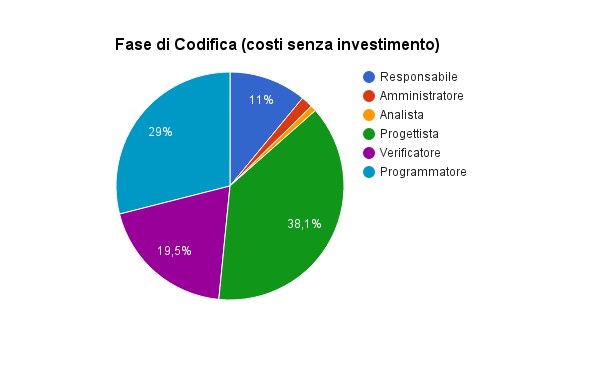 Fase di Codifica (costi senza investimento)
Responsabile
Amministratore
Analista
Progettista
Verificatore
Programmatore
11%
29%
38,1%
19,5%